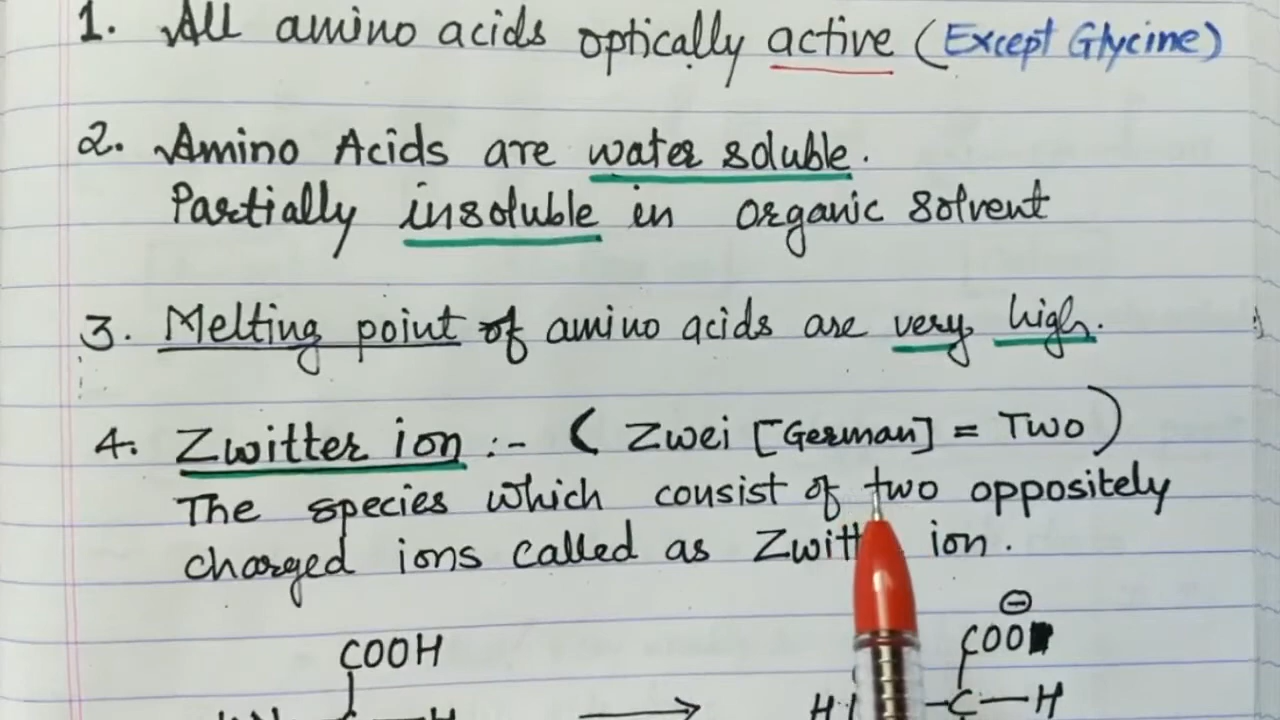 1. All amino acids optically active (Except Glycine)
2. Amino Acids are water soluble.
Partially insoluble in organic solvent
3. Melting point of amino acids are very high.
4. Zwitter ion :- ( Zwei [German] = Two )
The species which consist of two oppositely
charged ions called as ion.
⊖
COOH COO
C—H